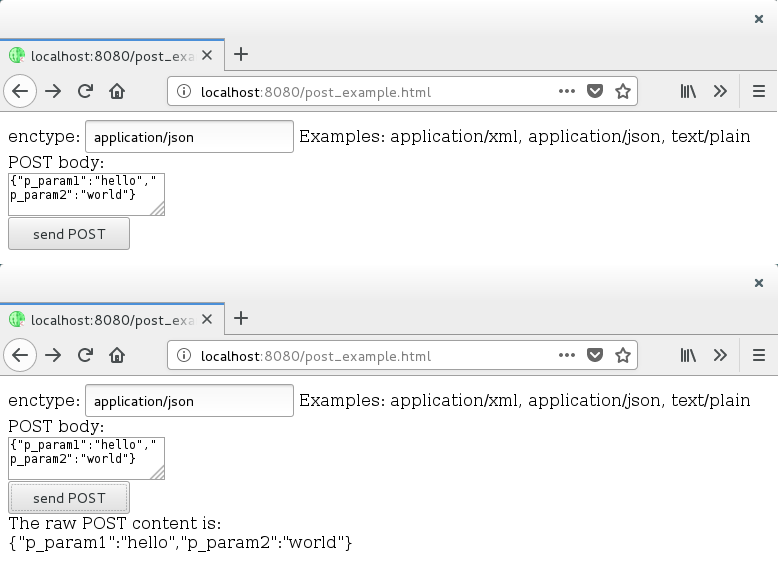 localhost:8080/post_exa
localhost:8080/post_example.html
enctype: application/json Examples: application/xml, application/json, text/plain
POST body:
{"p_param1":"hello","
p_param2":"world"}
send POST
localhost:8080/post_exa
localhost:8080/post_example.html
enctype: application/json Examples: application/xml, application/json, text/plain
POST body:
{"p_param1":"hello","
p_param2":"world"}
send POST
The raw POST content is:
{"p_param1":"hello","p_param2":"world"}